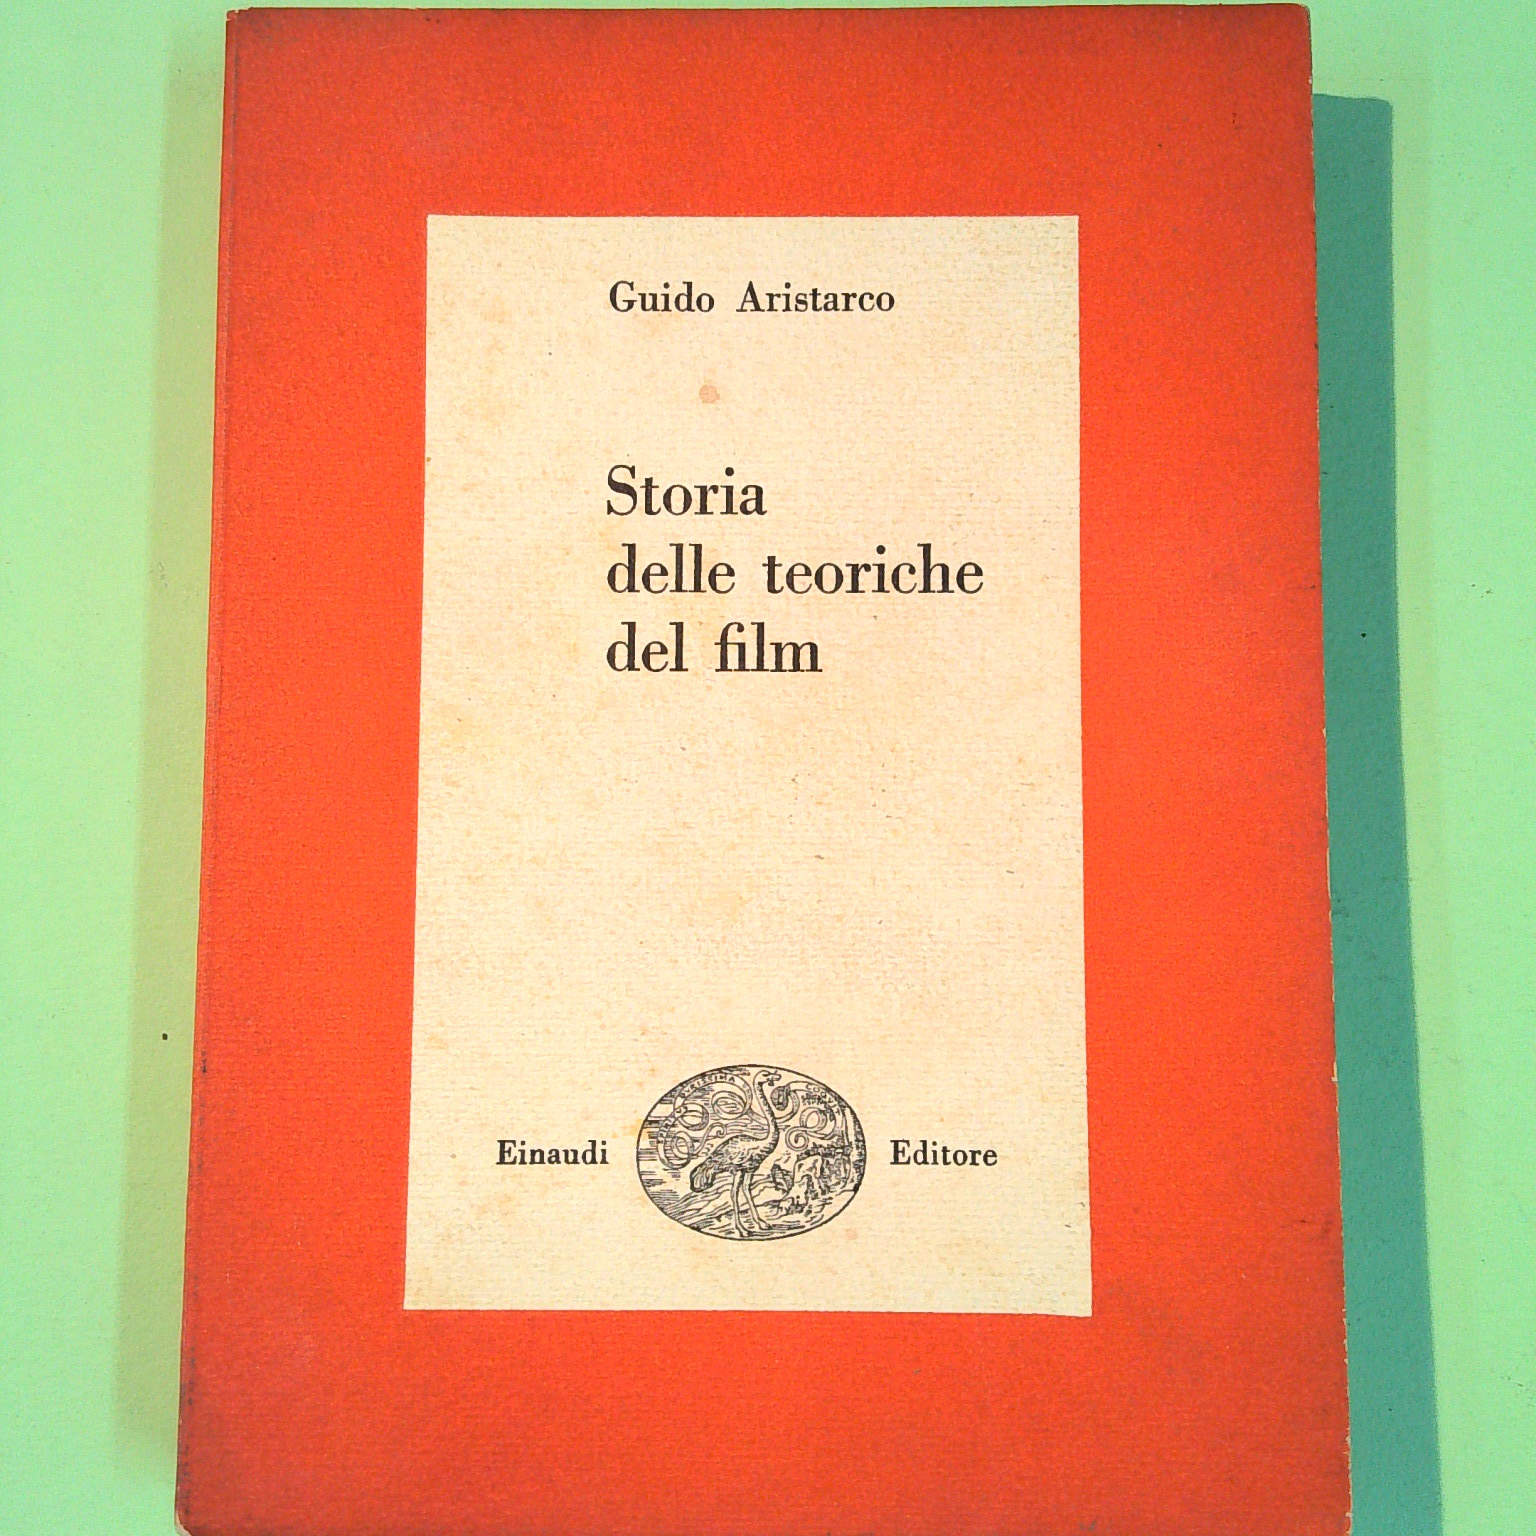 Guido Aristarco
Storia
delle teoriche
del film
Einaudi Editore